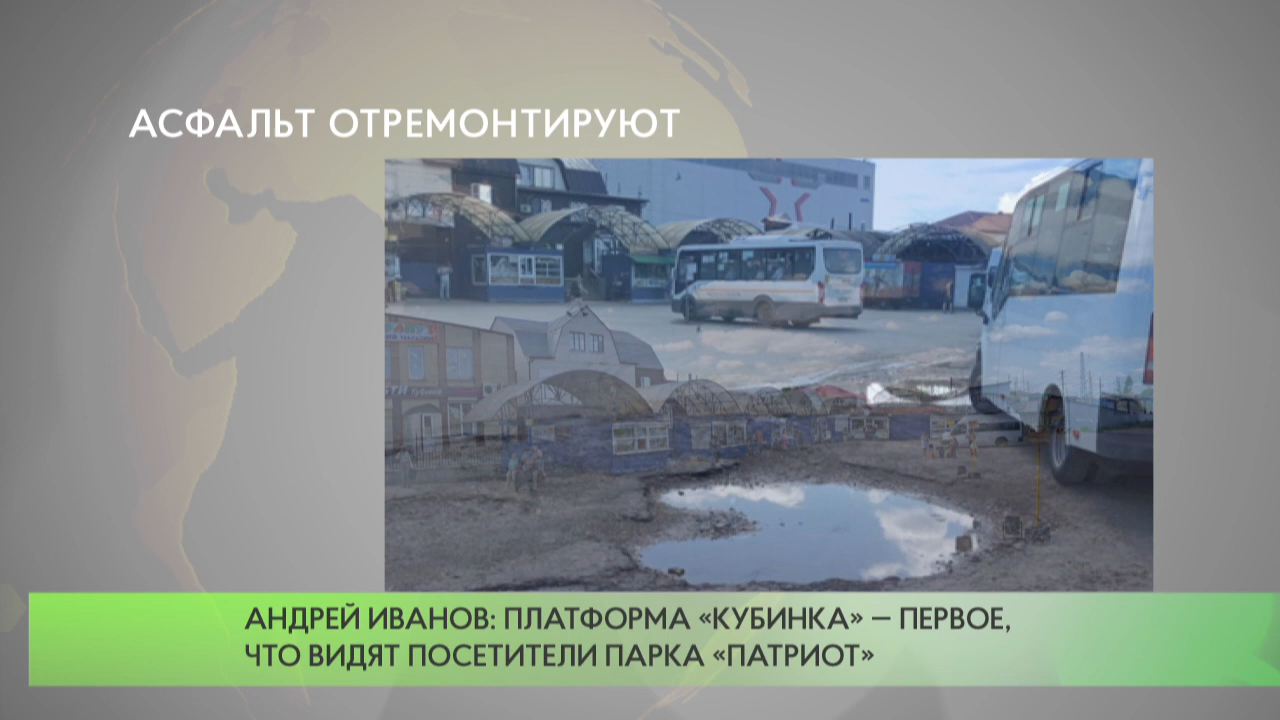 АСФАЛЬТ ОТРЕМОНТИРУЮТ
АНДРЕЙ ИВАНОВ: ПЛАТФОРМА «КУБИНКА» — ПЕРВОЕ,
ЧТО ВИДЯТ ПОСЕТИТЕЛИ ПАРКА «ПАТРИОТ»